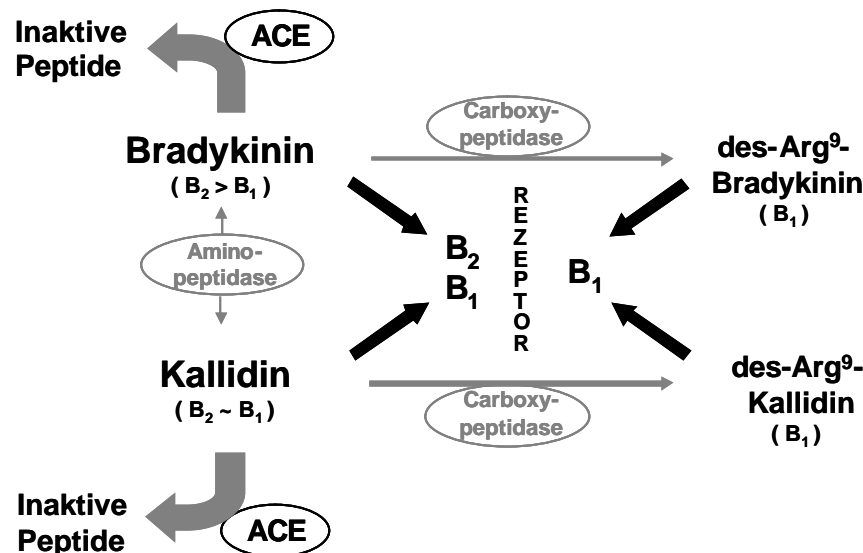 Inaktive
Peptide
ACE
Bradykinin
( B₂ > B₁ )
Carboxy-
peptidase
des-Arg⁹-
Bradykinin
( B₁ )
Amino-
peptidase
B₂
B₁
REZEPTOR
B₁
Kallidin
( B₂ ~ B₁ )
Carboxy-
peptidase
des-Arg⁹-
Kallidin
( B₁ )
Inaktive
Peptide
ACE